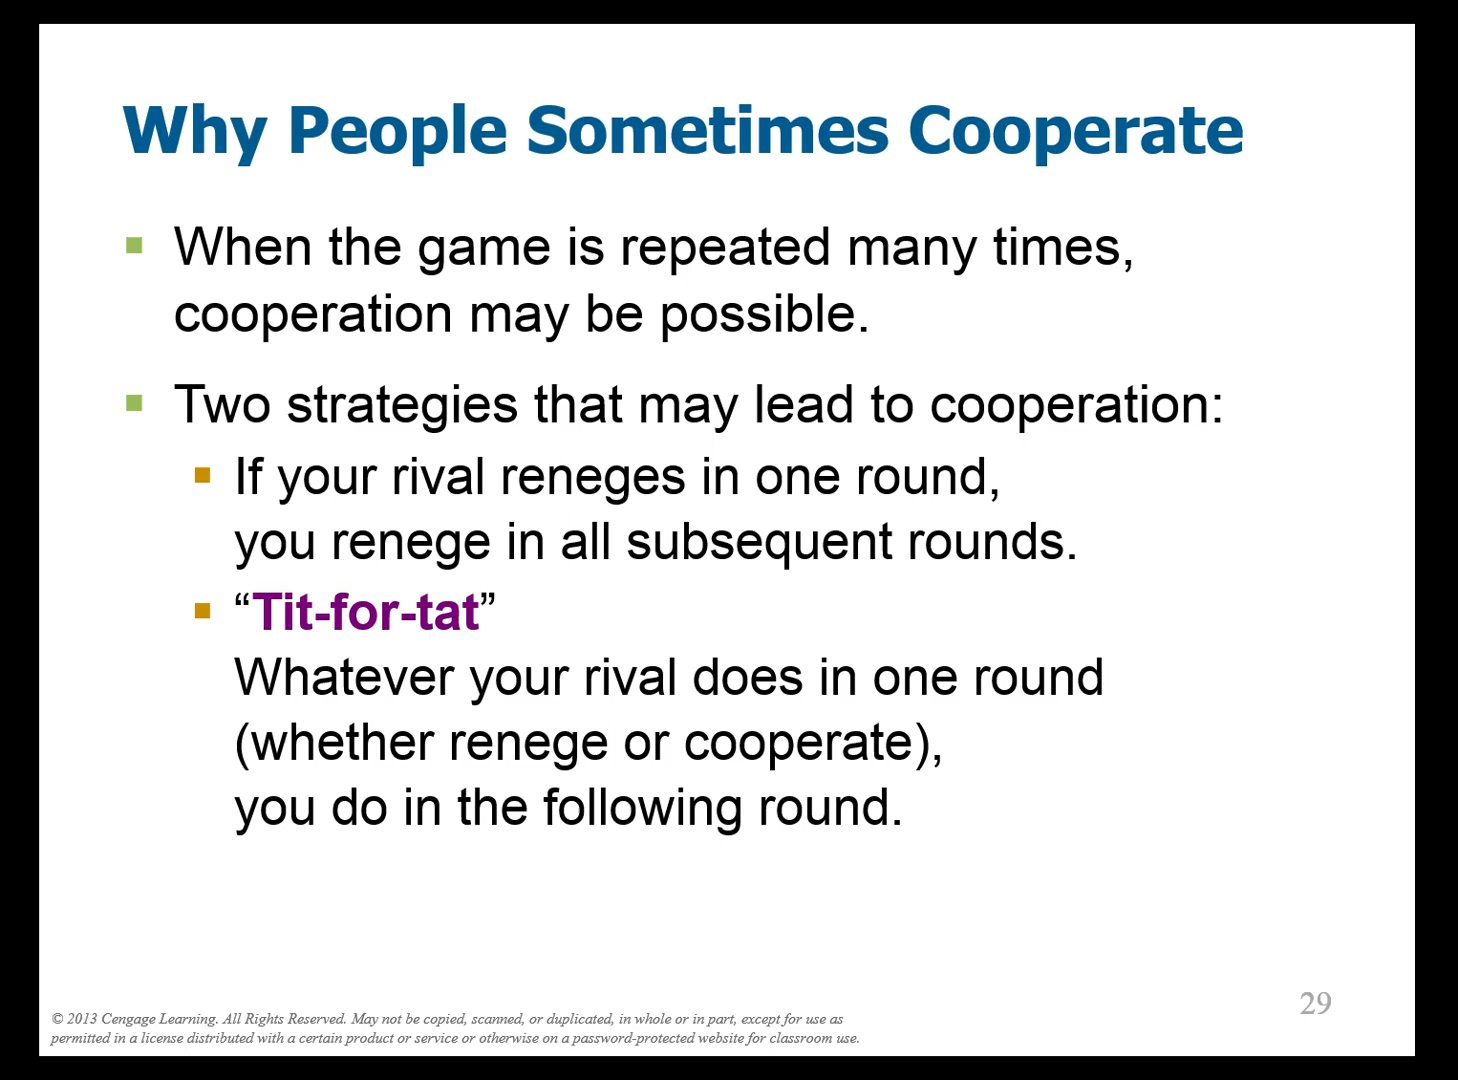 Why People Sometimes Cooperate
When the game is repeated many times,
cooperation may be possible.
Two strategies that may lead to cooperation:
If your rival reneges in one round,
you renege in all subsequent rounds.
“Tit-for-tat”
Whatever your rival does in one round
(whether renege or cooperate),
you do in the following round.
29
© 2013 Cengage Learning. All Rights Reserved. May not be copied, scanned, or duplicated, in whole or in part, except for use as
permitted in a license distributed with a certain product or service or otherwise on a password-protected website for classroom use.